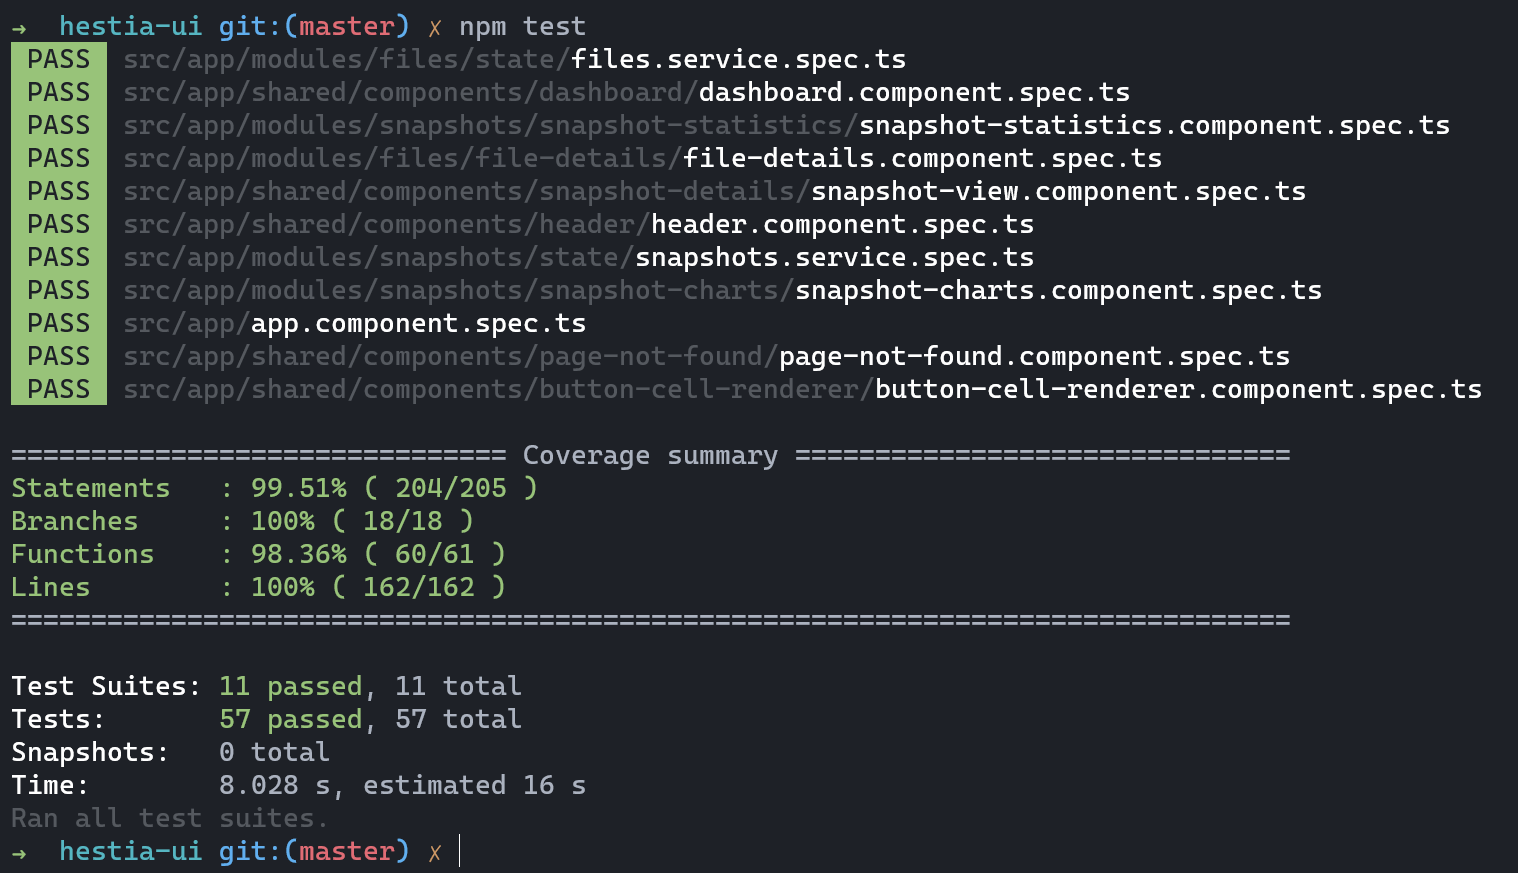 → hestia-ui git:(master) ✗ npm test
PASS src/app/modules/files/state/files.service.spec.ts
PASS src/app/shared/components/dashboard/dashboard.component.spec.ts
PASS src/app/modules/snapshots/snapshot-statistics/snapshot-statistics.component.spec.ts
PASS src/app/modules/files/file-details/file-details.component.spec.ts
PASS src/app/shared/components/snapshot-details/snapshot-view.component.spec.ts
PASS src/app/shared/components/header/header.component.spec.ts
PASS src/app/modules/snapshots/state/snapshots.service.spec.ts
PASS src/app/modules/snapshots/snapshot-charts/snapshot-charts.component.spec.ts
PASS src/app/app.component.spec.ts
PASS src/app/shared/components/page-not-found/page-not-found.component.spec.ts
PASS src/app/shared/components/button-cell-renderer/button-cell-renderer.component.spec.ts
=============================== Coverage summary ===============================
Statements   : 99.51% ( 204/205 )
Branches     : 100% ( 18/18 )
Functions    : 98.36% ( 60/61 )
Lines        : 100% ( 162/162 )
================================================================================
Test Suites: 11 passed, 11 total
Tests:       57 passed, 57 total
Snapshots:   0 total
Time:        8.028 s, estimated 16 s
Ran all test suites.
→ hestia-ui git:(master) ✗